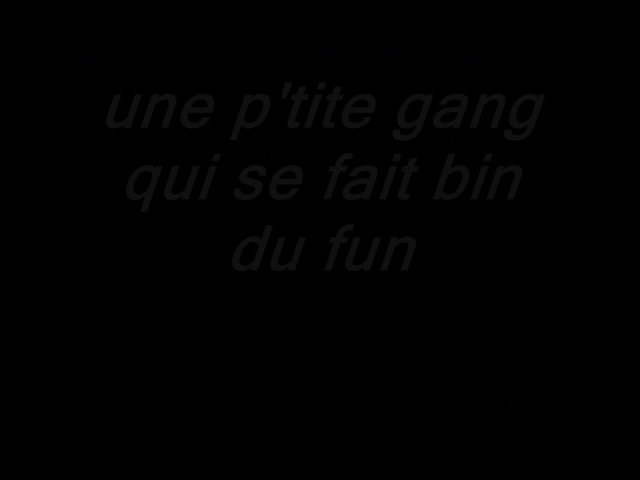 une p'tite gang
qui se fait bin
du fun